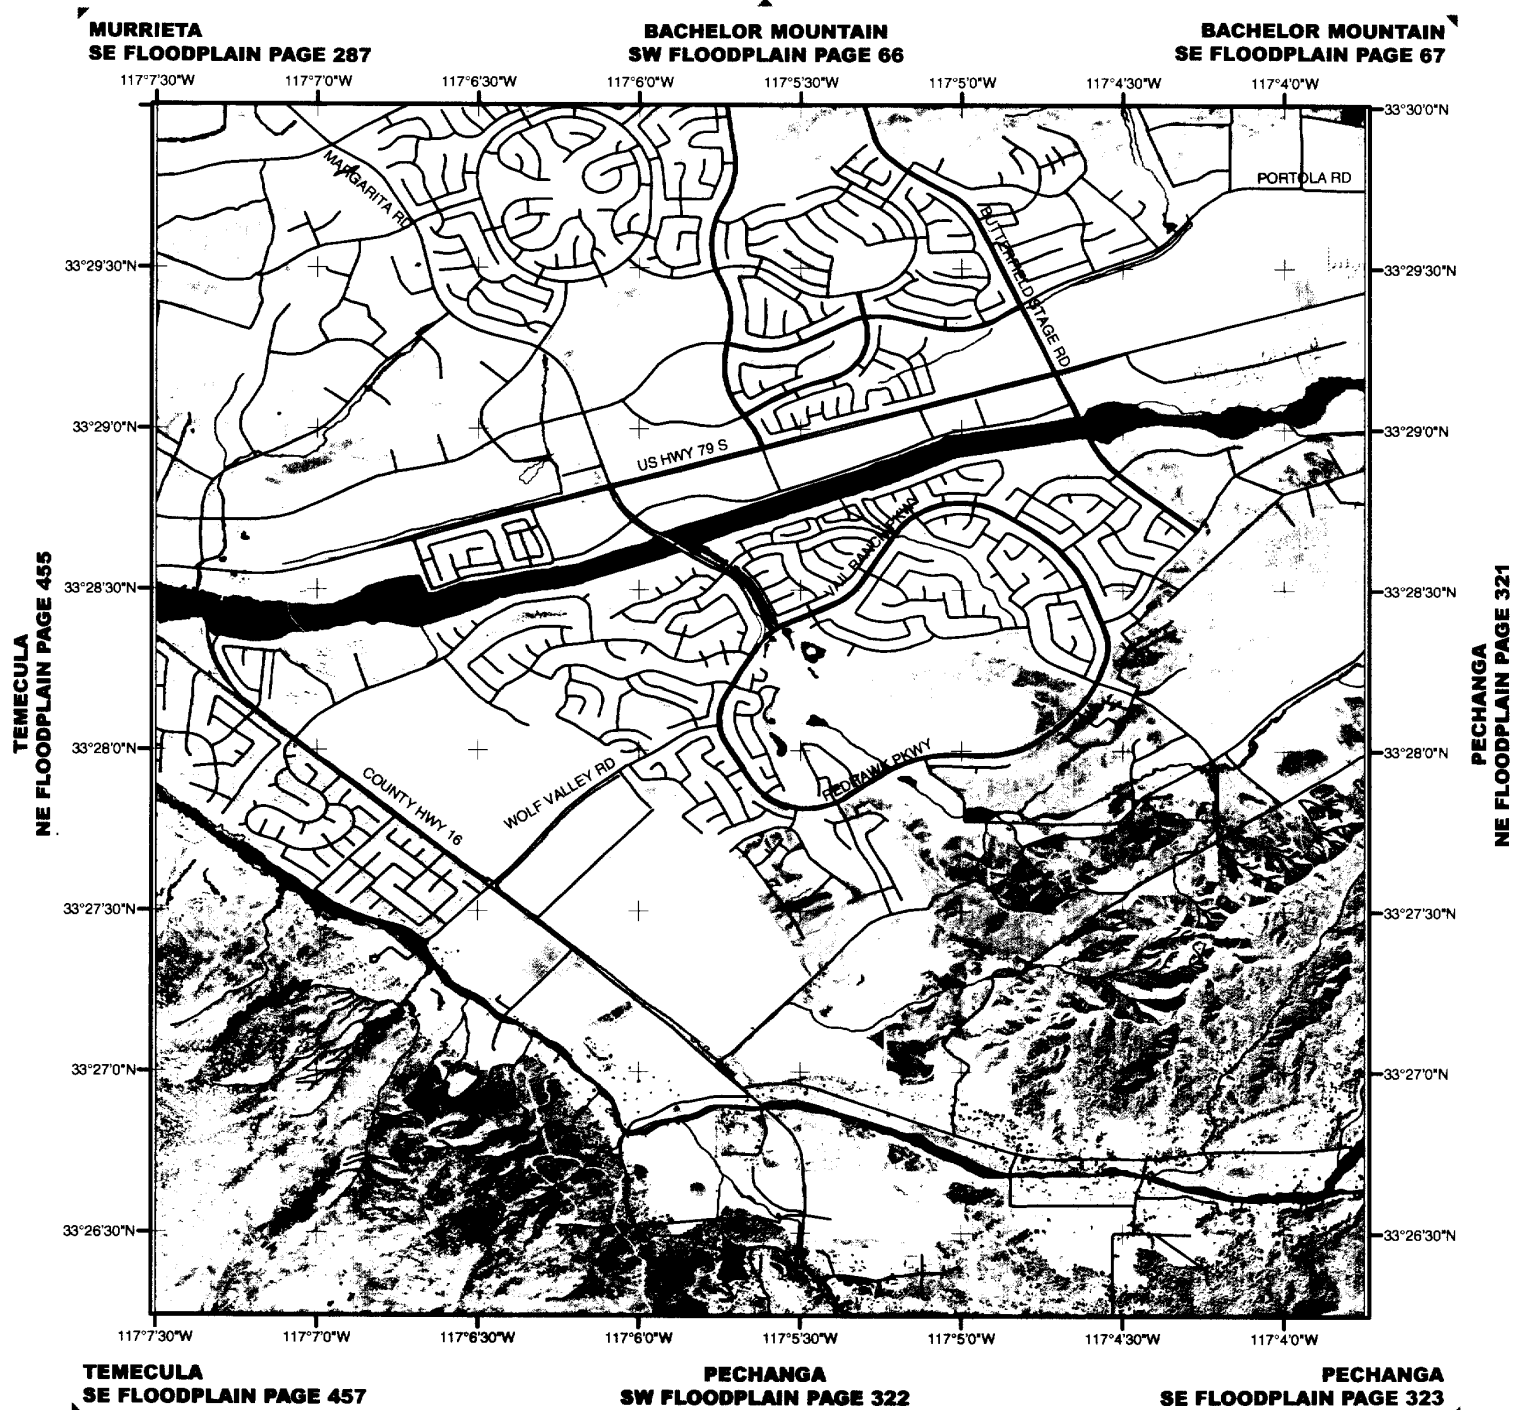 MURRIETA
SE FLOODPLAIN PAGE 287
BACHELOR MOUNTAIN
SW FLOODPLAIN PAGE 66
BACHELOR MOUNTAIN
SE FLOODPLAIN PAGE 67
117°7'30"W 117°7'0"W 117°6'30"W 117°6'0"W 117°5'30"W 117°5'0"W 117°4'30"W 117°4'0"W
33°30'0"N
MARGARITA RD
PORTOLA RD
BUTTERFIELD STAGE RD
33°29'30"N
33°29'30"N
33°29'0"N
33°29'0"N
US HWY 79 S
VAIL RANCH PKWY
33°28'30"N
33°28'30"N
TEMECULA
NE FLOODPLAIN PAGE 455
PECHANGA
NE FLOODPLAIN PAGE 321
33°28'0"N
33°28'0"N
REDHAWK PKWY
COUNTY HWY 16
WOLF VALLEY RD
33°27'30"N
33°27'30"N
33°27'0"N
33°27'0"N
33°26'30"N
33°26'30"N
117°7'30"W 117°7'0"W 117°6'30"W 117°6'0"W 117°5'30"W 117°5'0"W 117°4'30"W 117°4'0"W
TEMECULA
SE FLOODPLAIN PAGE 457
PECHANGA
SW FLOODPLAIN PAGE 322
PECHANGA
SE FLOODPLAIN PAGE 323